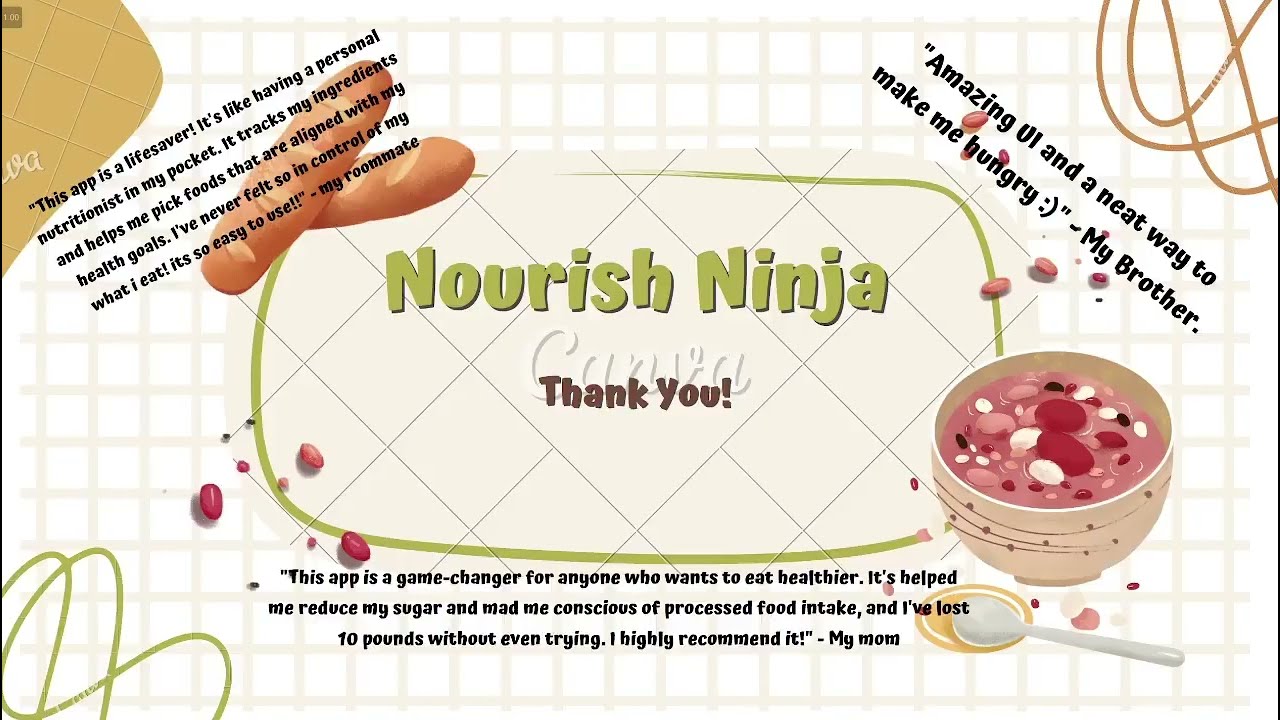 1.00
"This app is a lifesaver! It's like having a personal
nutritionist in my pocket. It tracks my ingredients
and helps me pick foods that are aligned with my
health goals. I've never felt so in control of my
what i eat! its so easy to use!!" - my roommate
"Amazing UI and a neat way to
make me hungry :)" - My Brother.
Nourish Ninja
Canva
Thank You!
"This app is a game-changer for anyone who wants to eat healthier. It's helped
me reduce my sugar and mad me conscious of processed food intake, and I've lost
10 pounds without even trying. I highly recommend it!" - My mom